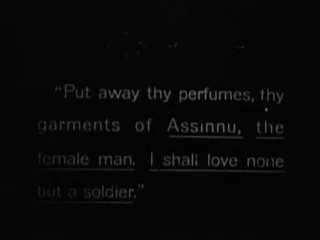 "Put away thy perfumes, thy
garments of Assinnu, the
female man. I shall love none
but a soldier."